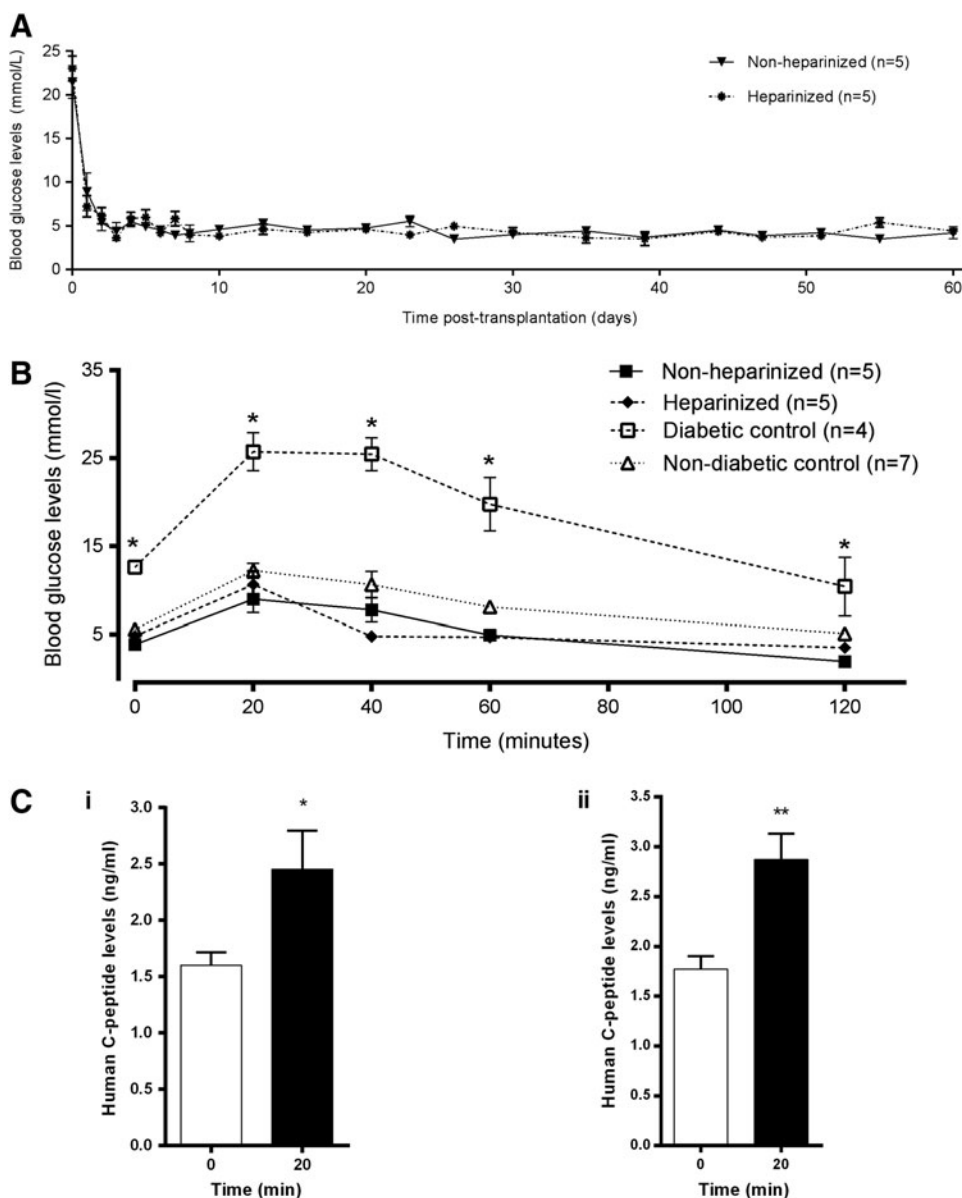 A
Blood glucose levels (mmol/L)
25
20
15
10
5
0
0 10 20 30 40 50 60
Time post-transplantation (days)
Non-heparinized (n=5)
Heparinized (n=5)
B
Blood glucose levels (mmol/l)
35
25
15
5
* * * * *
0 20 40 60 80 100 120
Time (minutes)
Non-heparinized (n=5)
Heparinized (n=5)
Diabetic control (n=4)
Non-diabetic control (n=7)
C
i
Human C-peptide levels (ng/ml)
3.0
2.5
2.0
1.5
1.0
0.5
0.0
*
0 20
Time (min)
ii
Human C-peptide levels (ng/ml)
3.5
3.0
2.5
2.0
1.5
1.0
0.5
0.0
**
0 20
Time (min)